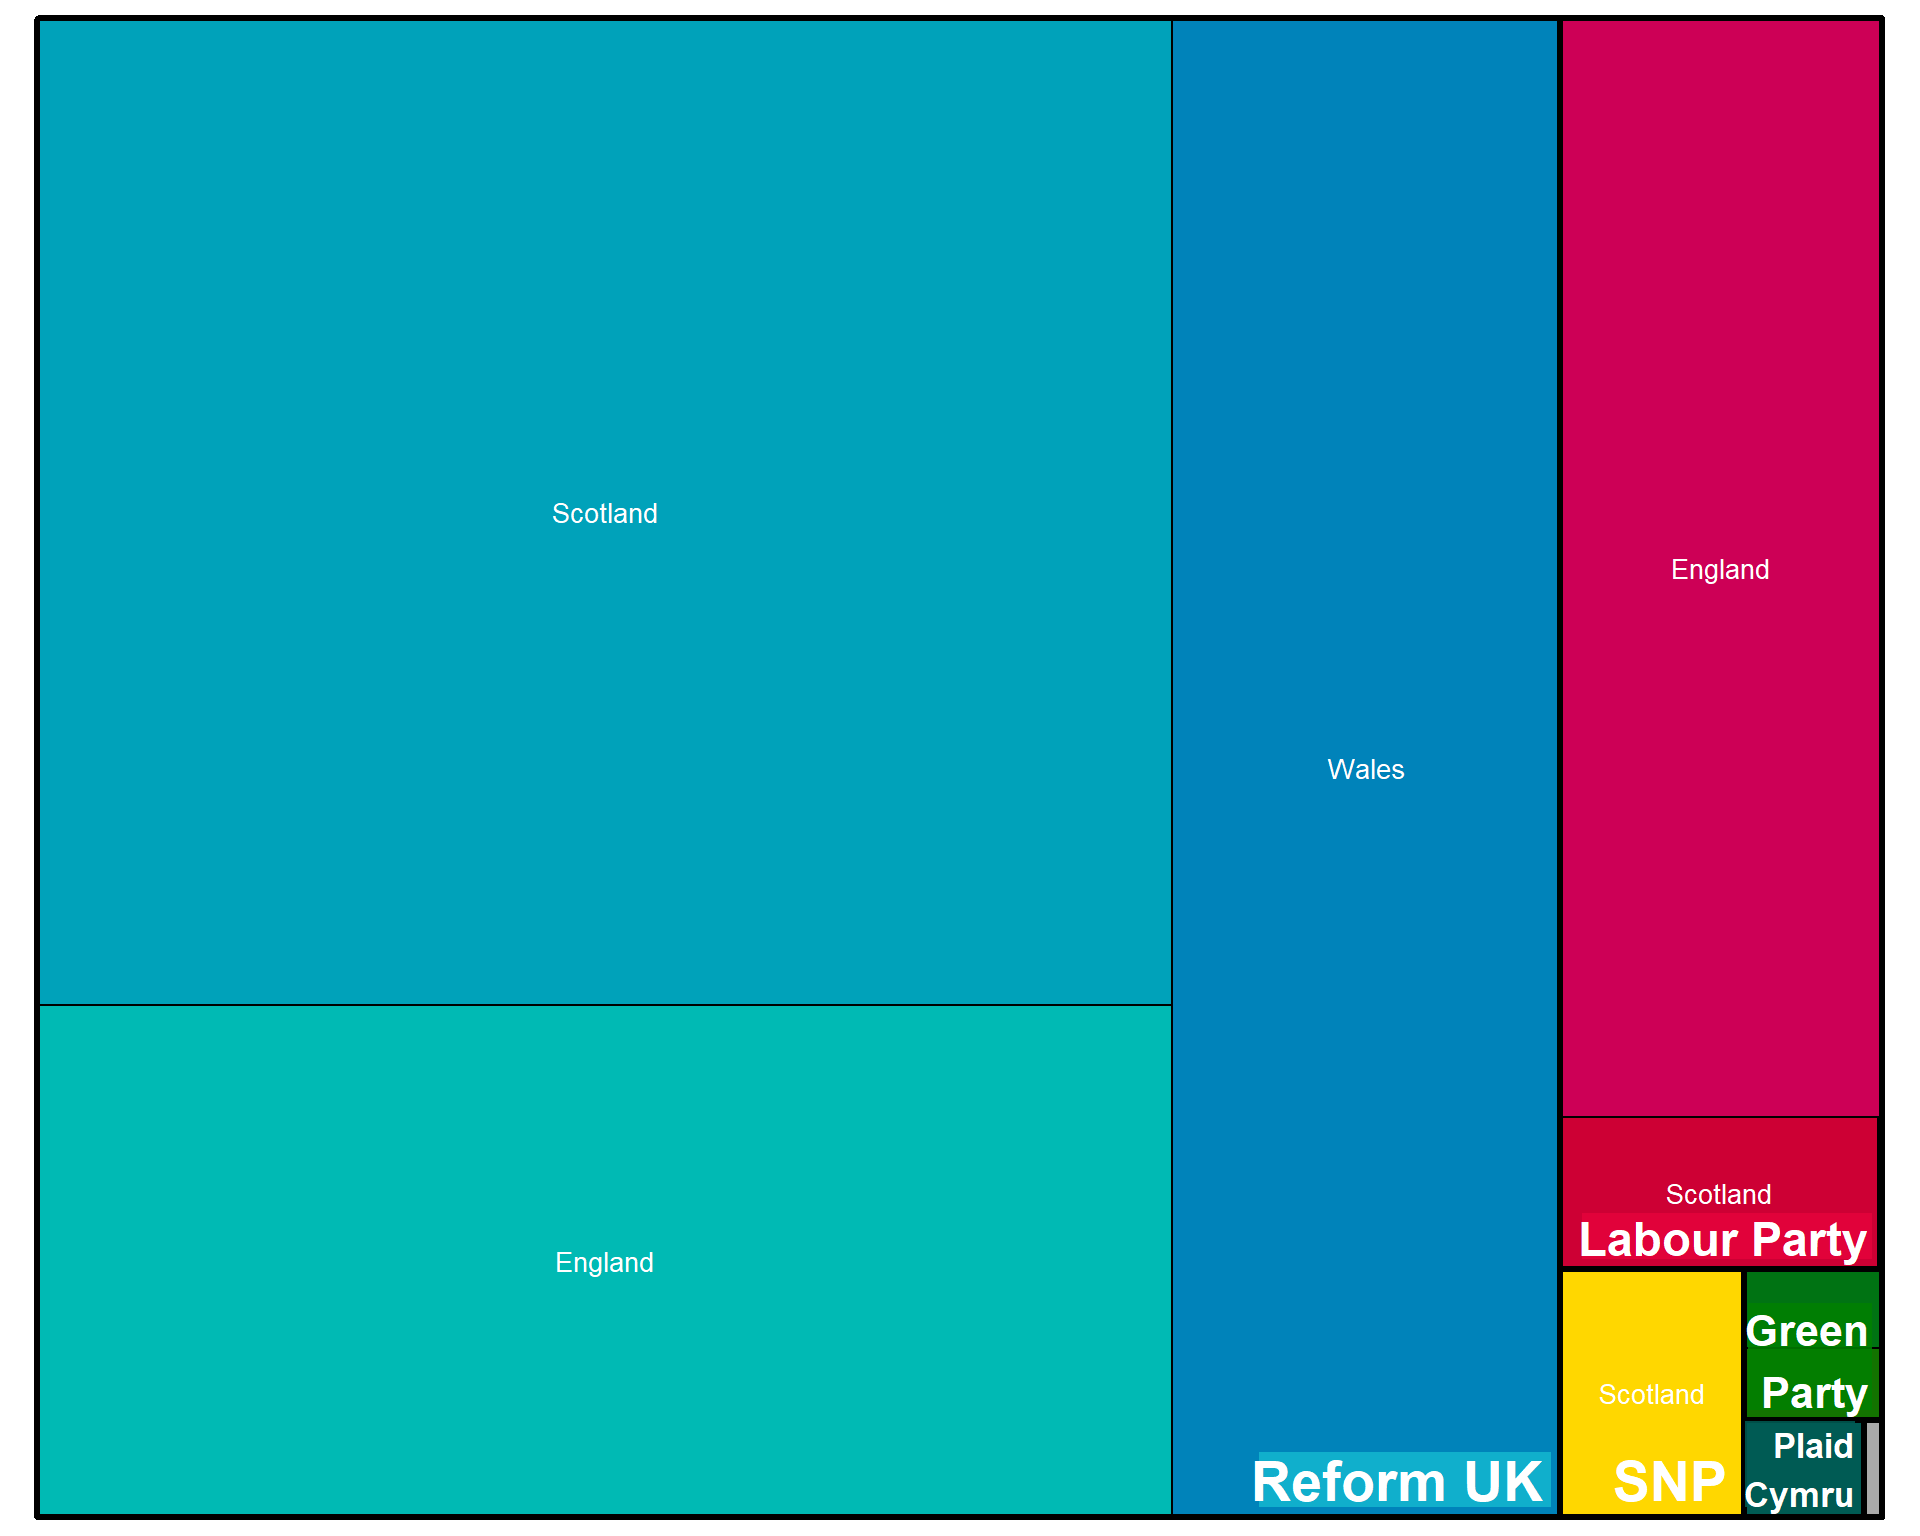 Scotland
England
Wales
Reform UK
England
Scotland
Labour Party
Scotland
SNP
Green
Party
Plaid
Cymru